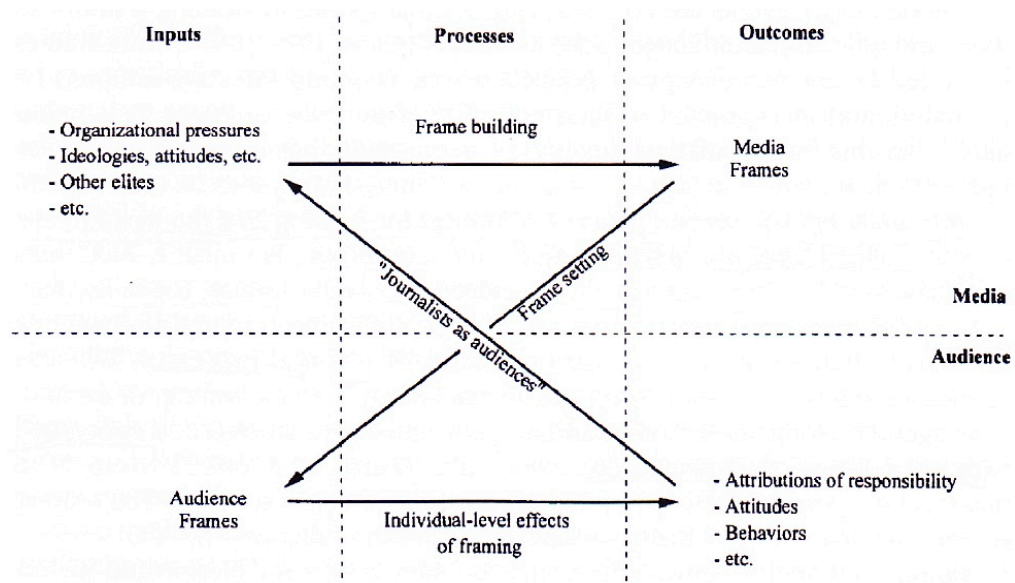 Inputs
Processes
Outcomes
- Organizational pressures
- Ideologies, attitudes, etc.
- Other elites
- etc.
Frame building
Media
Frames
"Journalists as audiences"
Frame setting
Media
Audience
Audience
Frames
Individual-level effects
of framing
- Attributions of responsibility
- Attitudes
- Behaviors
- etc.